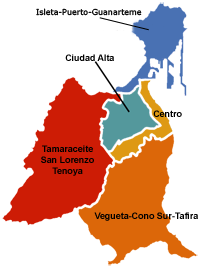 Isleta-Puerto-Guanarteme
Ciudad Alta
Centro
Tamaraceite
San Lorenzo
Tenoya
Vegueta-Cono Sur-Tafira